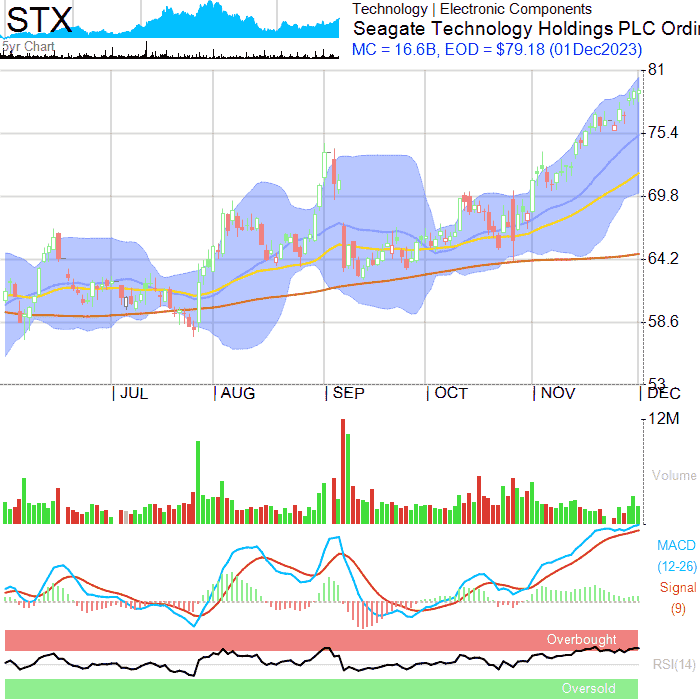 STX
5yr Chart
Technology | Electronic Components
Seagate Technology Holdings PLC Ordi
MC = 16.6B, EOD = $79.18 (01Dec2023)
81
75.4
69.8
64.2
58.6
53
JUL
AUG
SEP
OCT
NOV
DEC
12M
Volume
MACD
(12-26)
Signal
(9)
Overbought
RSI(14)
Oversold